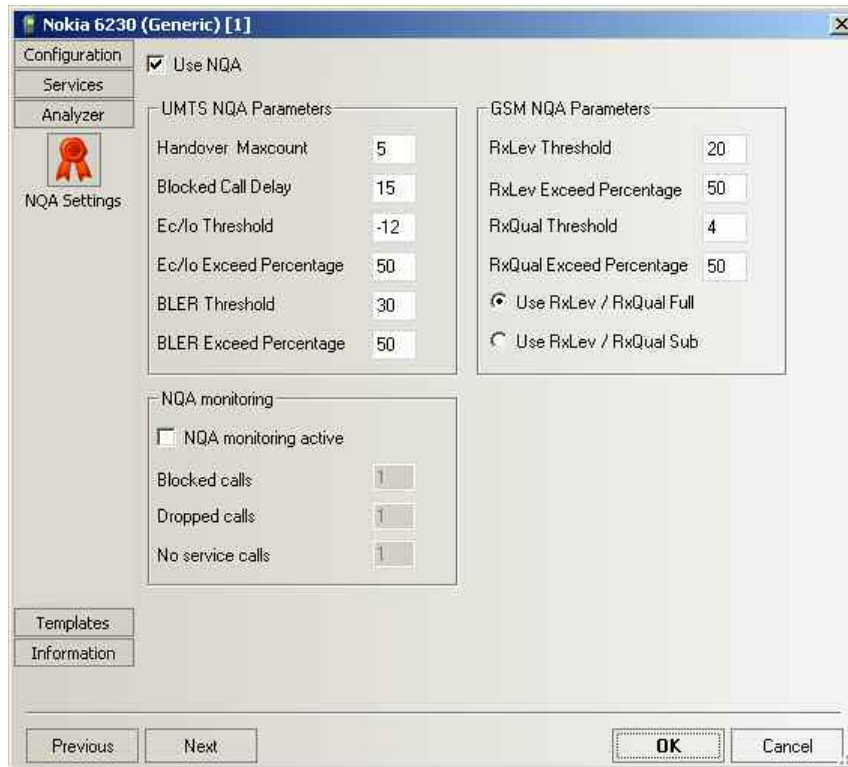 Nokia 6230 (Generic) [1]
Configuration
Services
Analyzer
NQA Settings
Templates
Information
Use NQA
UMTS NQA Parameters
Handover Maxcount 5
Blocked Call Delay 15
Ec/Io Threshold -12
Ec/Io Exceed Percentage 50
BLER Threshold 30
BLER Exceed Percentage 50
GSM NQA Parameters
RxLev Threshold 20
RxLev Exceed Percentage 50
RxQual Threshold 4
RxQual Exceed Percentage 50
Use RxLev / RxQual Full
Use RxLev / RxQual Sub
NQA monitoring
NQA monitoring active
Blocked calls 1
Dropped calls 1
No service calls 1
Previous
Next
OK
Cancel